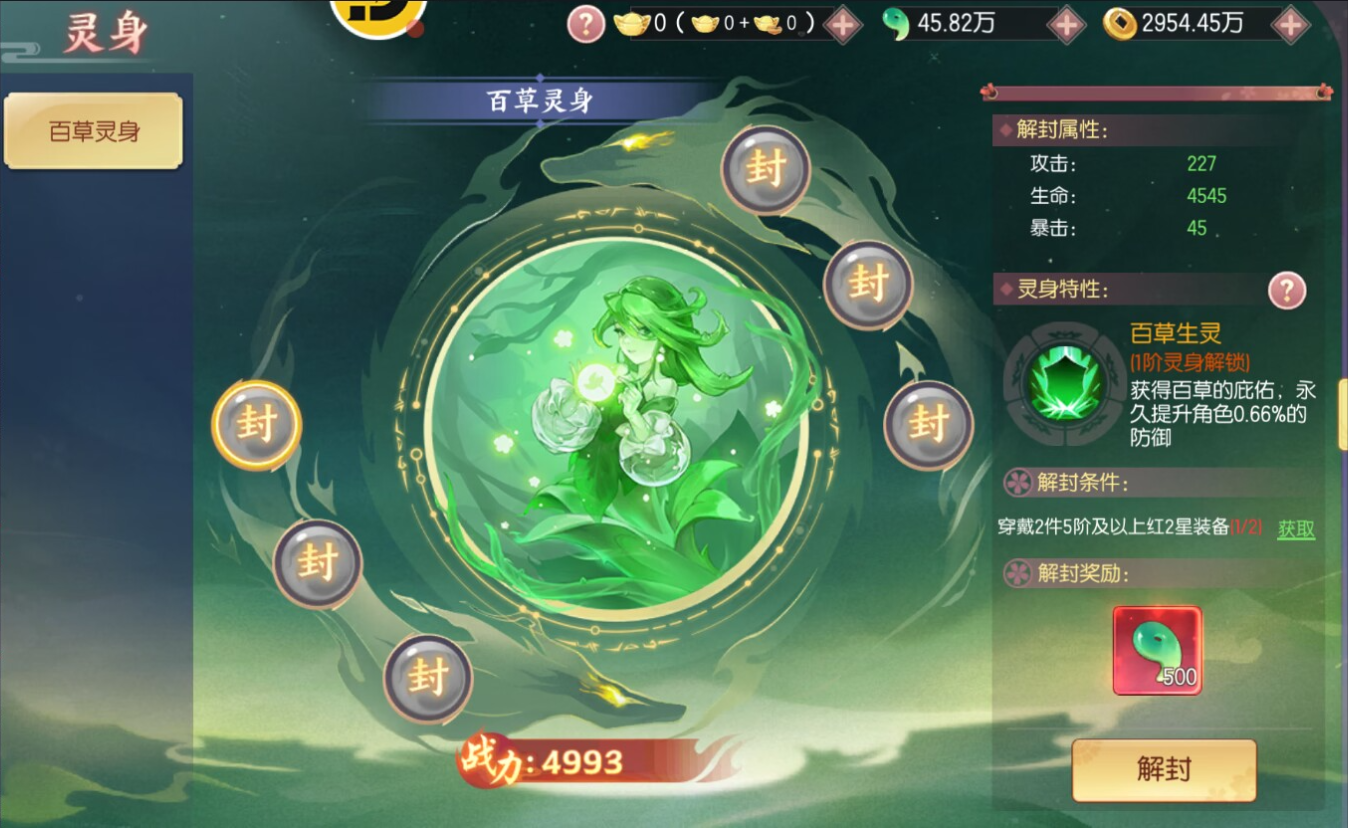 灵身
? 0 ( 0 + 0 ) 45.82万 2954.45万
百草灵身
百草灵身
封
封
封
封
封
封
战力: 4993
解封属性:
攻击: 227
生命: 4545
暴击: 45
灵身特性: ?
百草生灵
(1阶灵身解锁)
获得百草的庇佑；永
久提升角色0.66%的
防御
解封条件:
穿戴2件5阶及以上红2星装备(1/2) 获取
解封奖励:
500
解封